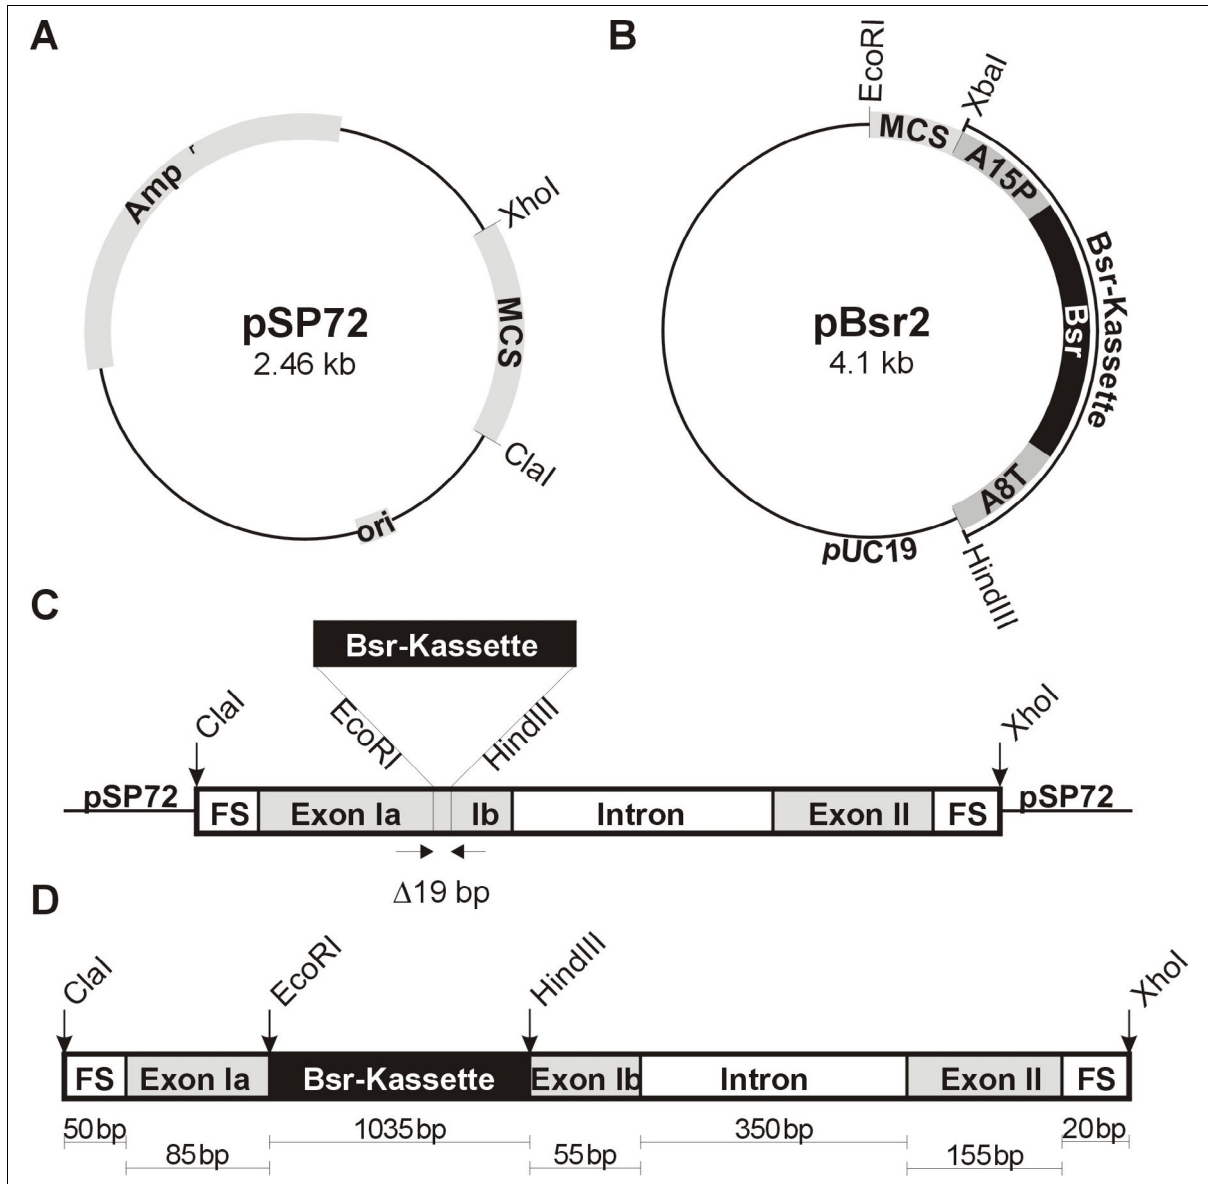 A
Amp r
XhoI
MCS
pSP72
2.46 kb
ClaI
ori
B
EcoRI
MCS
XbaI
A15P
Bsr
Bsr-Kassette
pBsr2
4.1 kb
A8T
HindIII
pUC19
C
Bsr-Kassette
EcoRI
HindIII
ClaI
XhoI
pSP72
FS
Exon Ia
Ib
Intron
Exon II
FS
pSP72
Δ19 bp
D
ClaI
EcoRI
HindIII
XhoI
FS
Exon Ia
Bsr-Kassette
Exon Ib
Intron
Exon II
FS
50bp
85bp
1035bp
55bp
350bp
155bp
20bp